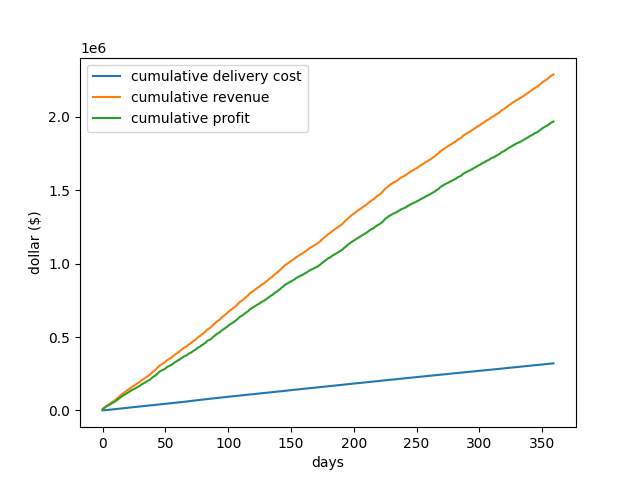 1e6
cumulative delivery cost
cumulative revenue
cumulative profit
2.0
1.5
1.0
0.5
0.0
dollar ($)
0 50 100 150 200 250 300 350
days